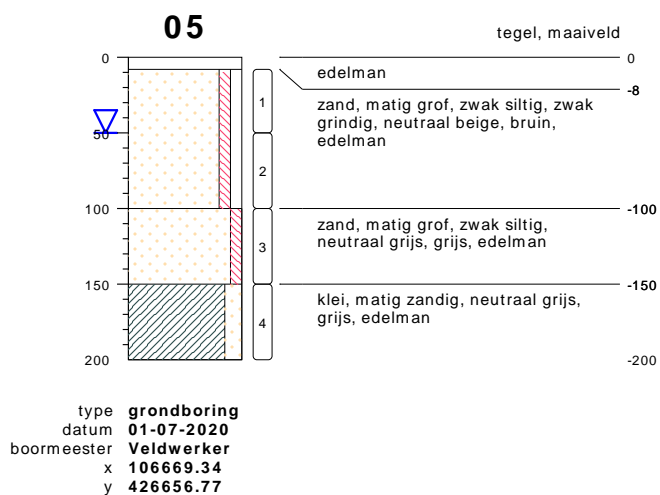 05
tegel, maaiveld
0
0
edelman
-8
zand, matig grof, zwak siltig, zwak
grindig, neutraal beige, bruin,
edelman
1
50
2
100
-100
zand, matig grof, zwak siltig,
neutraal grijs, grijs, edelman
3
150
-150
klei, matig zandig, neutraal grijs,
grijs, edelman
4
200
-200
type grondboring
datum 01-07-2020
boormeester Veldwerker
x 106669.34
y 426656.77